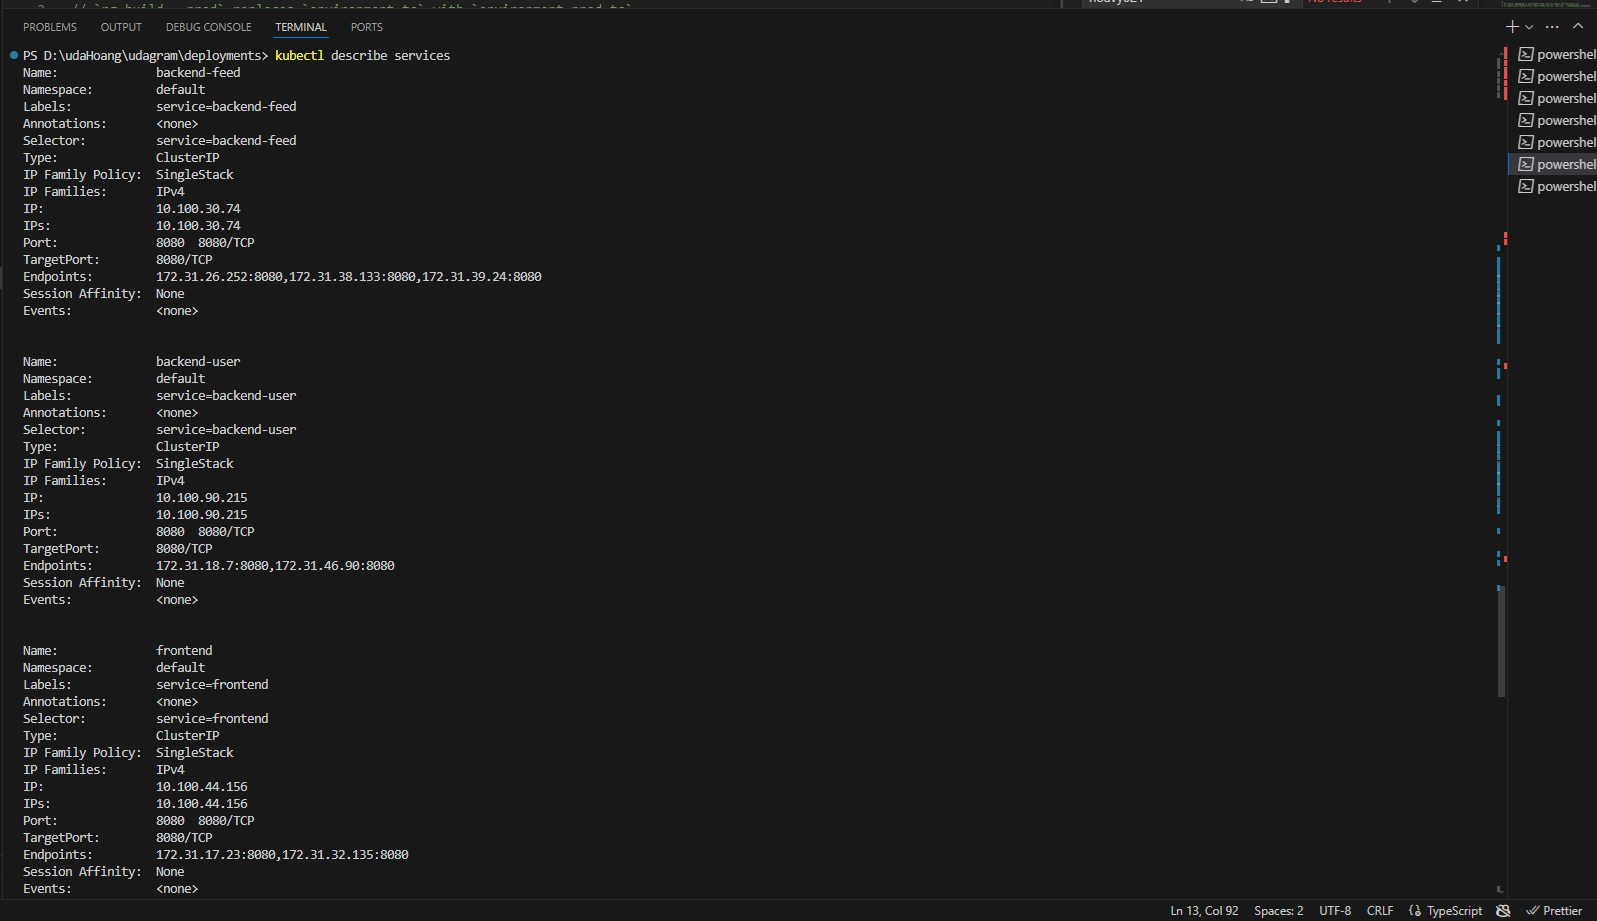 PROBLEMS OUTPUT DEBUG CONSOLE TERMINAL PORTS
PS D:\udaHoang\udagram\deployments> kubectl describe services
Name: backend-feed
Namespace: default
Labels: service=backend-feed
Annotations: <none>
Selector: service=backend-feed
Type: ClusterIP
IP Family Policy: SingleStack
IP Families: IPv4
IP: 10.100.30.74
IPs: 10.100.30.74
Port: 8080 8080/TCP
TargetPort: 8080/TCP
Endpoints: 172.31.26.252:8080,172.31.38.133:8080,172.31.39.24:8080
Session Affinity: None
Events: <none>
Name: backend-user
Namespace: default
Labels: service=backend-user
Annotations: <none>
Selector: service=backend-user
Type: ClusterIP
IP Family Policy: SingleStack
IP Families: IPv4
IP: 10.100.90.215
IPs: 10.100.90.215
Port: 8080 8080/TCP
TargetPort: 8080/TCP
Endpoints: 172.31.18.7:8080,172.31.46.90:8080
Session Affinity: None
Events: <none>
Name: frontend
Namespace: default
Labels: service=frontend
Annotations: <none>
Selector: service=frontend
Type: ClusterIP
IP Family Policy: SingleStack
IP Families: IPv4
IP: 10.100.44.156
IPs: 10.100.44.156
Port: 8080 8080/TCP
TargetPort: 8080/TCP
Endpoints: 172.31.17.23:8080,172.31.32.135:8080
Session Affinity: None
Events: <none>
powershel
powershel
powershel
powershel
powershel
powershel
powershel
Ln 13, Col 92 Spaces: 2 UTF-8 CRLF {} TypeScript Prettier